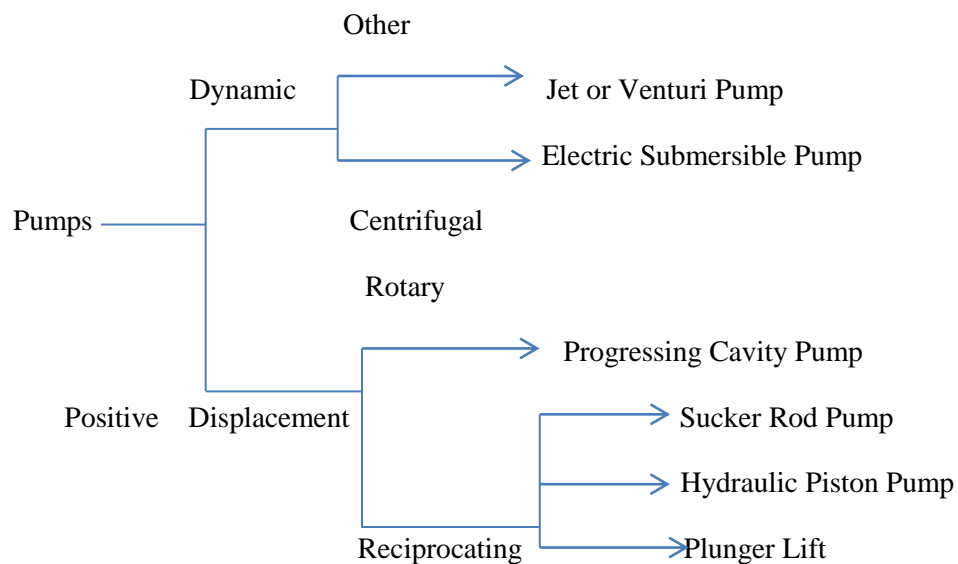 Other
Dynamic
Jet or Venturi Pump
Electric Submersible Pump
Pumps
Centrifugal
Rotary
Progressing Cavity Pump
Positive Displacement
Sucker Rod Pump
Hydraulic Piston Pump
Reciprocating
Plunger Lift